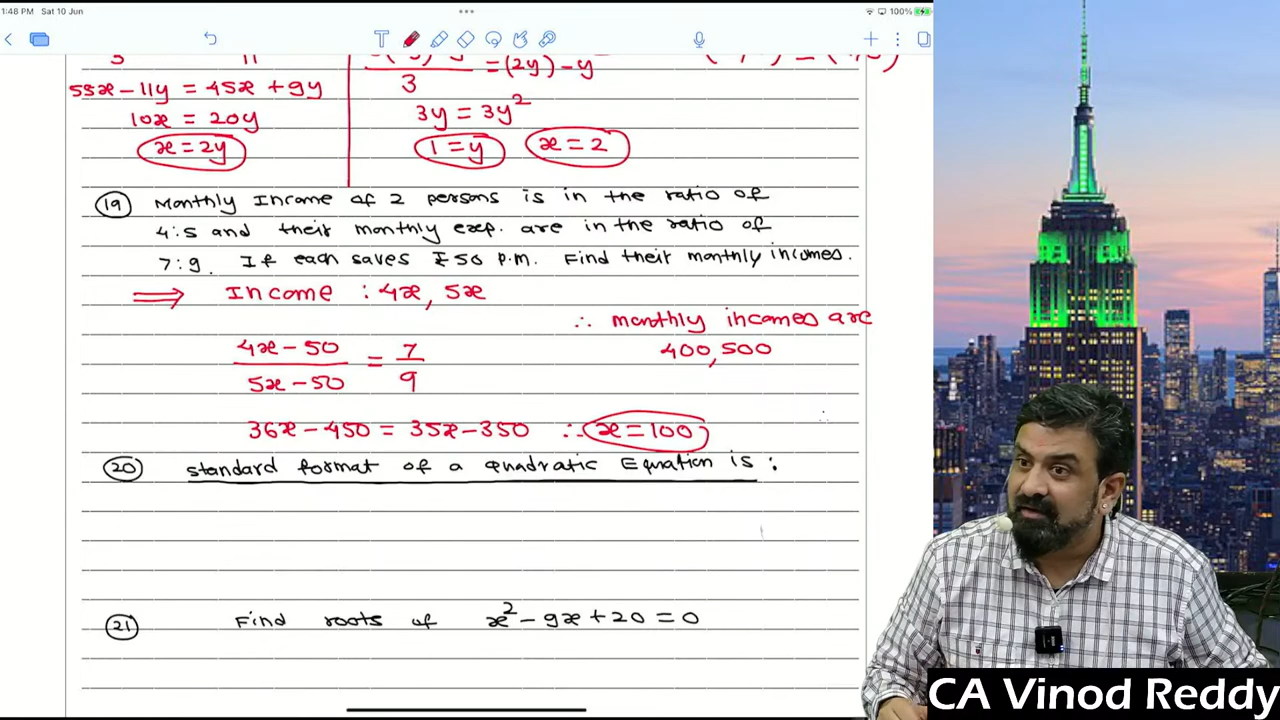 1:48 PM Sat 10 Jun
100%
3 11
55x - 11y = 45x + 9y
10x = 20y
x = 2y
3 = (2y) - y
3y = 3y²
1 = y x = 2
19 Monthly Income of 2 persons is in the ratio of
4:5 and their monthly exp. are in the ratio of
7:9. If each saves ₹50 p.m. Find their monthly incomes.
⟹ Income : 4x, 5x
∴ monthly incomes are
400, 500
4x - 50 / 5x - 50 = 7 / 9
36x - 450 = 35x - 350 ∴ x = 100
20 standard format of a quadratic Equation is :
21 Find roots of x² - 9x + 20 = 0
CA Vinod Reddy